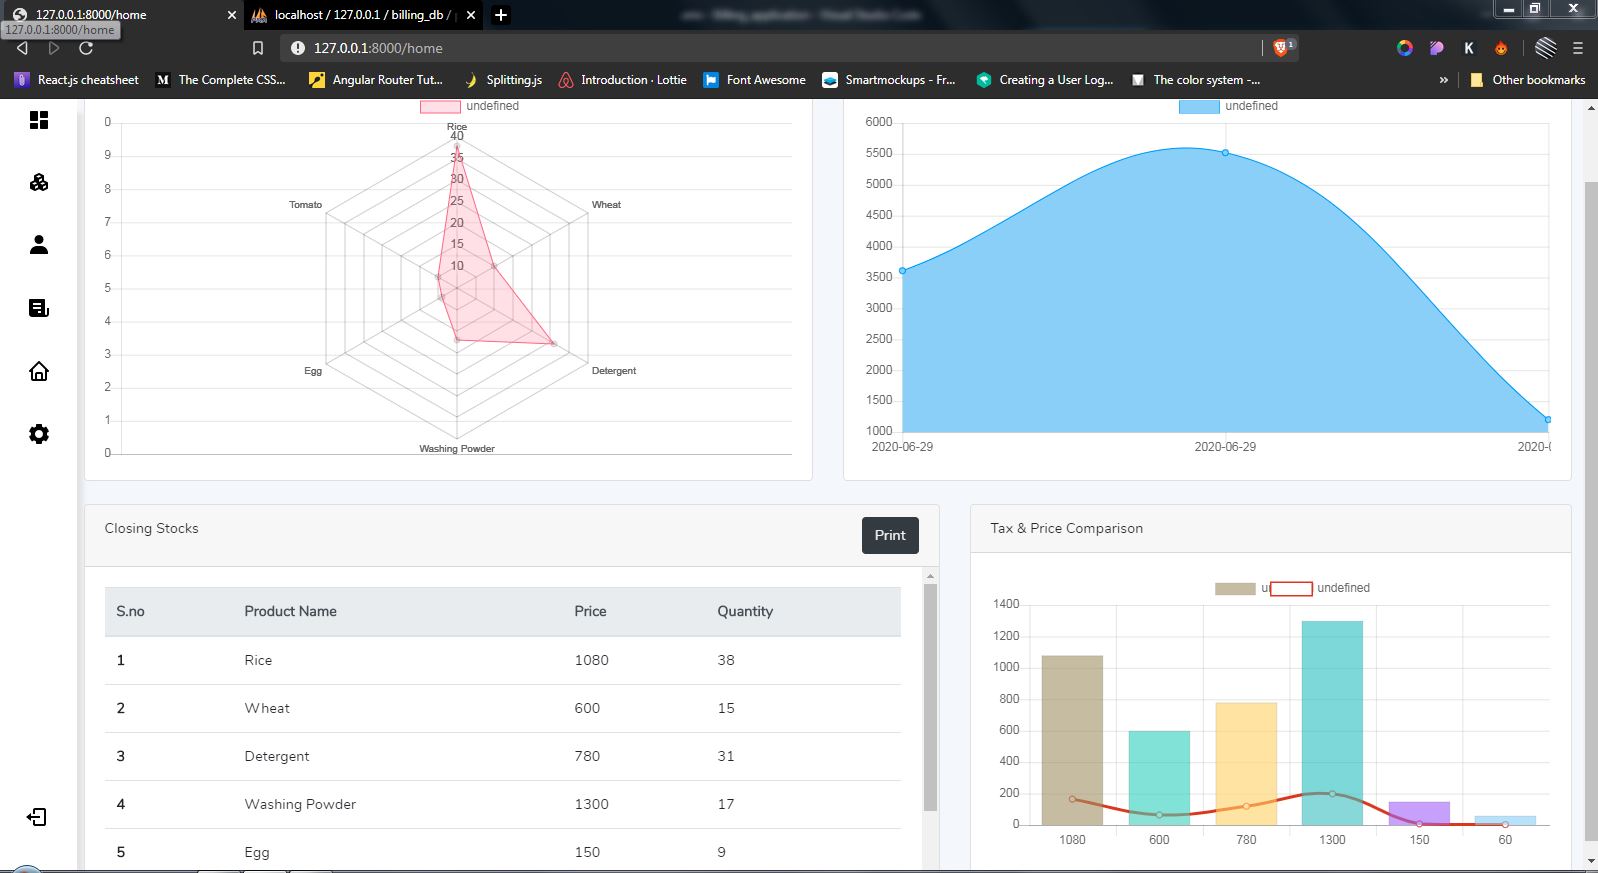 127.0.0.1:8000/home
localhost / 127.0.0.1 / billing_db /
127.0.0.1:8000/home
127.0.0.1:8000/home
1
K
React.js cheatsheet
M The Complete CSS...
Angular Router Tut...
Splitting.js
Introduction · Lottie
Font Awesome
Smartmockups - Fr...
Creating a User Log...
The color system -...
»
Other bookmarks
undefined
0
9
8
7
6
5
4
3
2
1
0
Rice
40
35
30
25
20
15
10
Tomato
Wheat
Egg
Detergent
Washing Powder
undefined
6000
5500
5000
4500
4000
3500
3000
2500
2000
1500
1000
2020-06-29
2020-06-29
2020-0
Closing Stocks
Print
S.no Product Name Price Quantity
1 Rice 1080 38
2 Wheat 600 15
3 Detergent 780 31
4 Washing Powder 1300 17
5 Egg 150 9
Tax & Price Comparison
undefined
1400
1200
1000
800
600
400
200
0
1080 600 780 1300 150 60